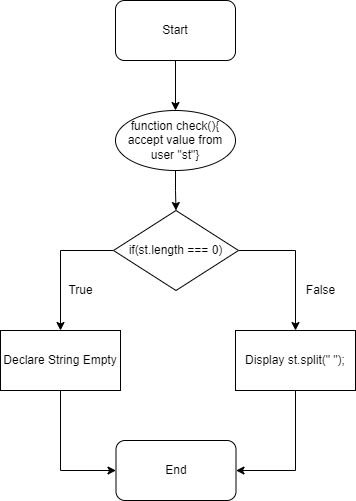 Start
function check(){
accept value from
user "st"}
if(st.length === 0)
True
False
Declare String Empty
Display st.split(" ");
End